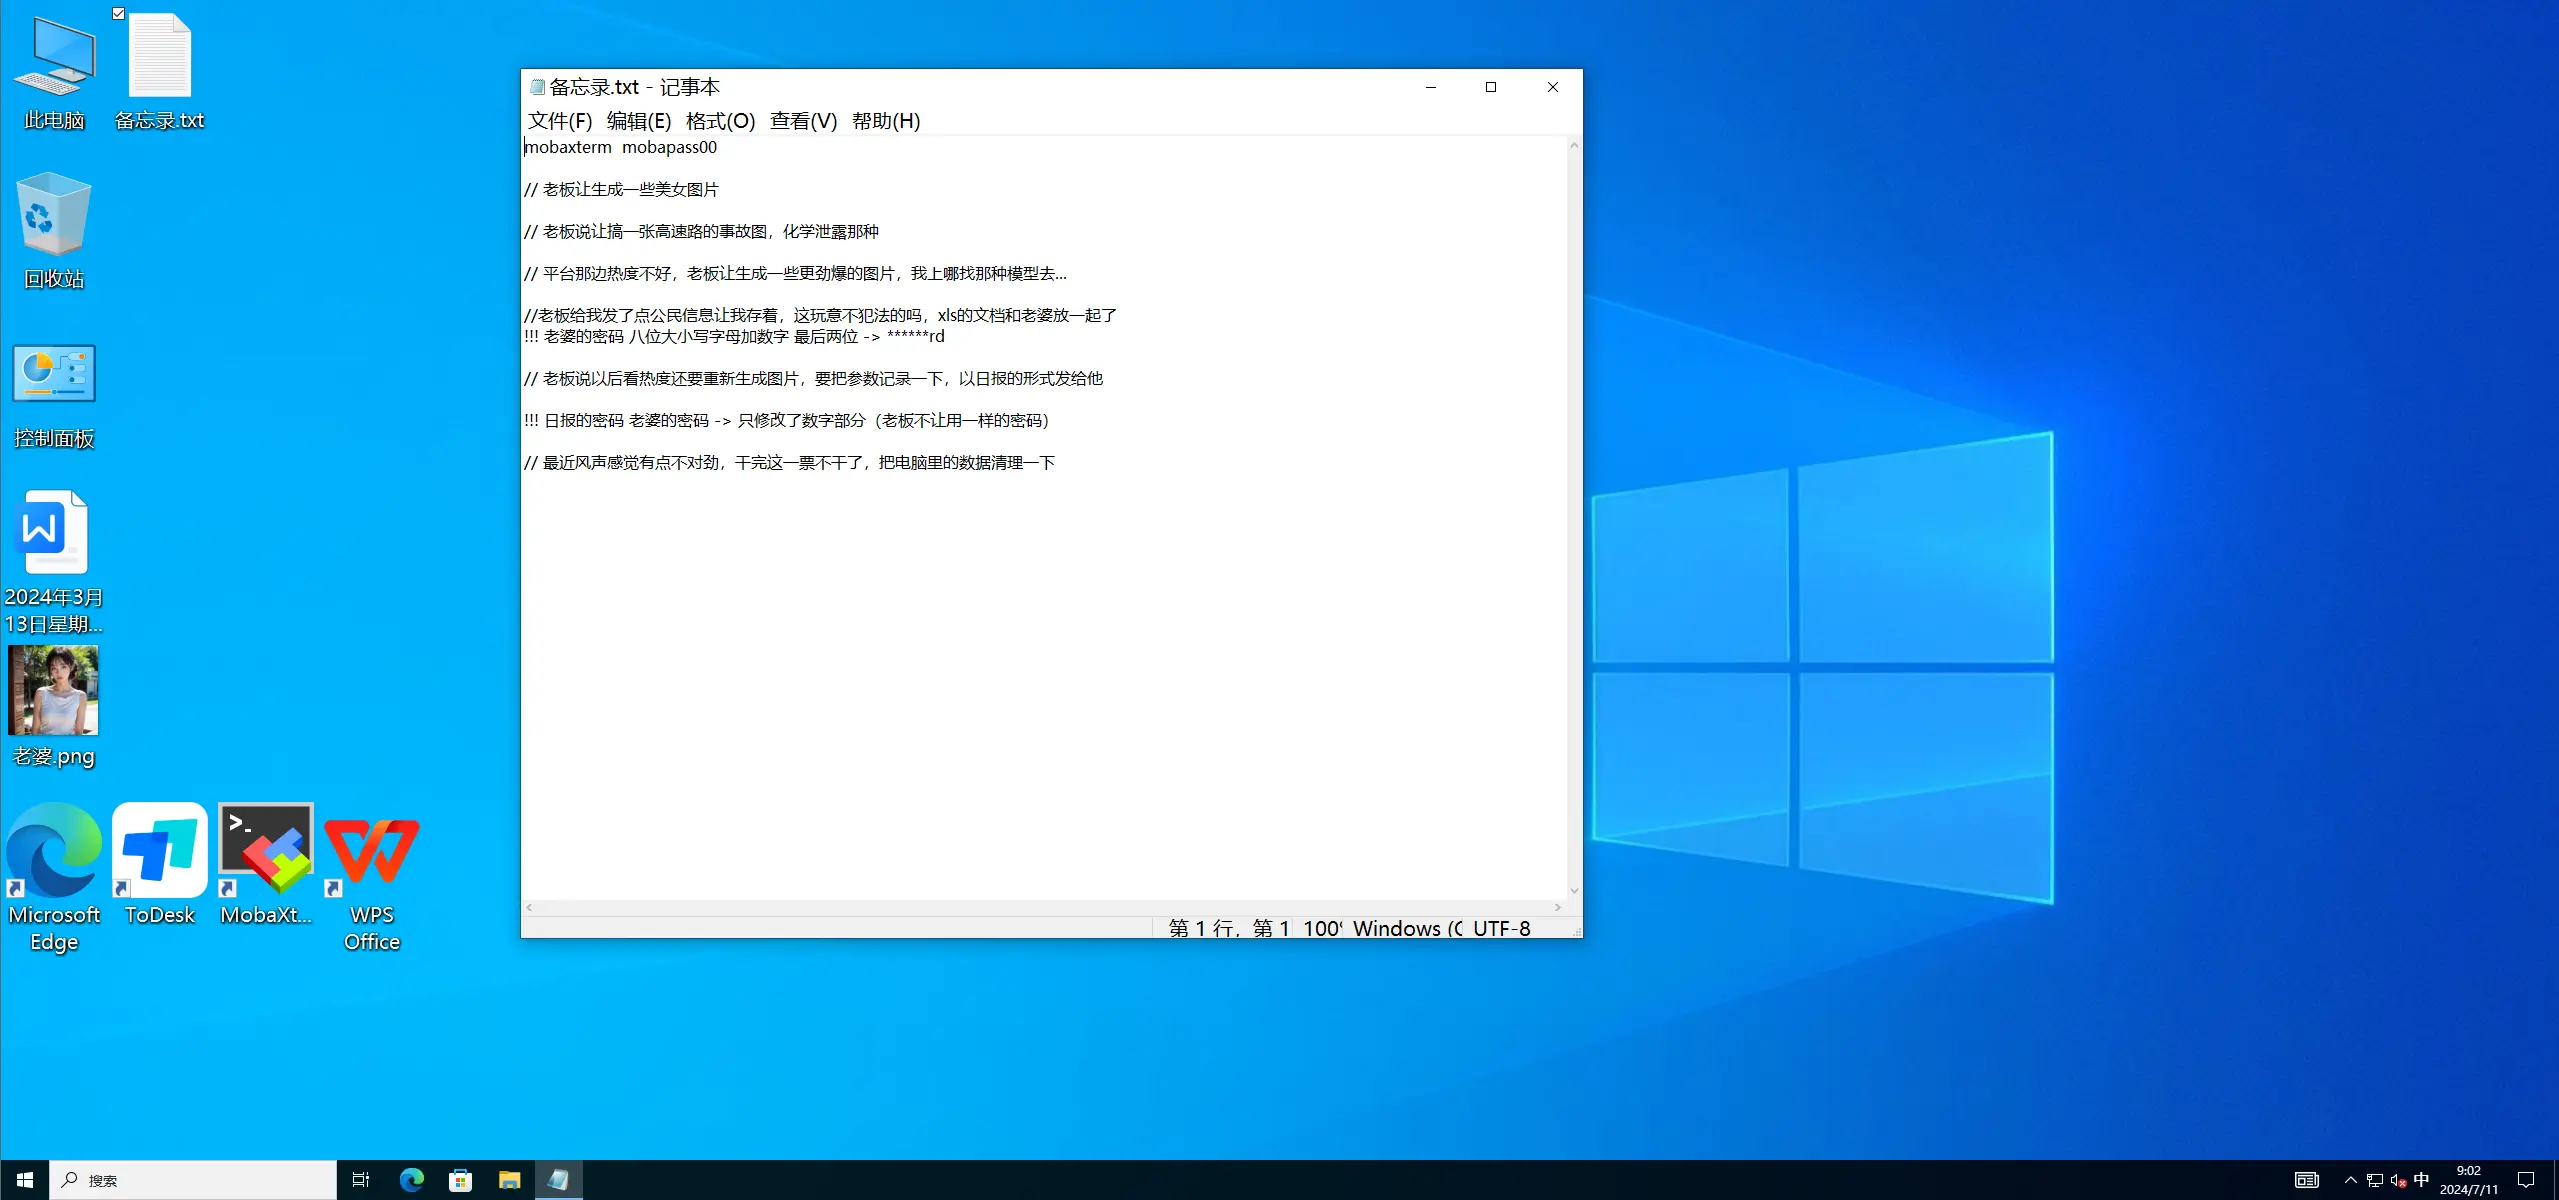 此电脑
备忘录.txt
回收站
控制面板
2024年3月
13日星期...
老婆.png
Microsoft
Edge
ToDesk
MobaXt...
WPS
Office
备忘录.txt - 记事本
文件(F) 编辑(E) 格式(O) 查看(V) 帮助(H)
mobaxterm mobapass00
// 老板让生成一些美女图片
// 老板说让搞一张高速路的事故图，化学泄露那种
// 平台那边热度不好，老板让生成一些更劲爆的图片，我上哪找那种模型去...
//老板给我发了点公民信息让我存着，这玩意不犯法的吗，xls的文档和老婆放一起了
!!! 老婆的密码 八位大小写字母加数字 最后两位 -> ******rd
// 老板说以后看热度还要重新生成图片，要把参数记录一下，以日报的形式发给他
!!! 日报的密码 老婆的密码 -> 只修改了数字部分（老板不让用一样的密码）
// 最近风声感觉有点不对劲，干完这一票不干了，把电脑里的数据清理一下
第 1 行，第 1 100% Windows (C UTF-8
搜索
中
9:02
2024/7/11